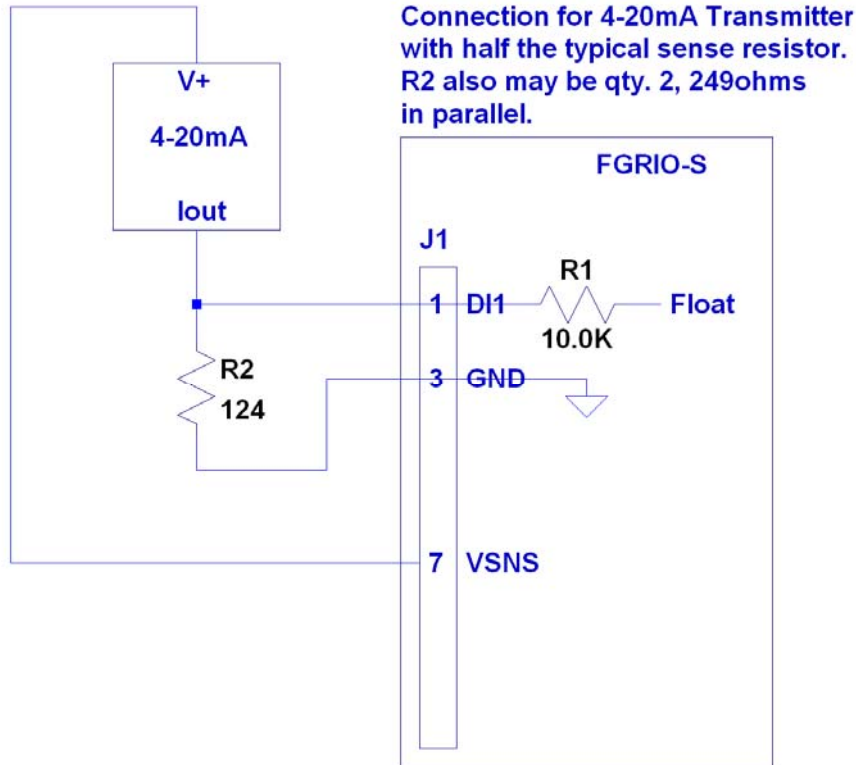 Connection for 4-20mA Transmitter
with half the typical sense resistor.
R2 also may be qty. 2, 249ohms
in parallel.
V+
4-20mA
Iout
FGRIO-S
J1
R1
1 DI1
Float
10.0K
R2
124
3 GND
7 VSNS